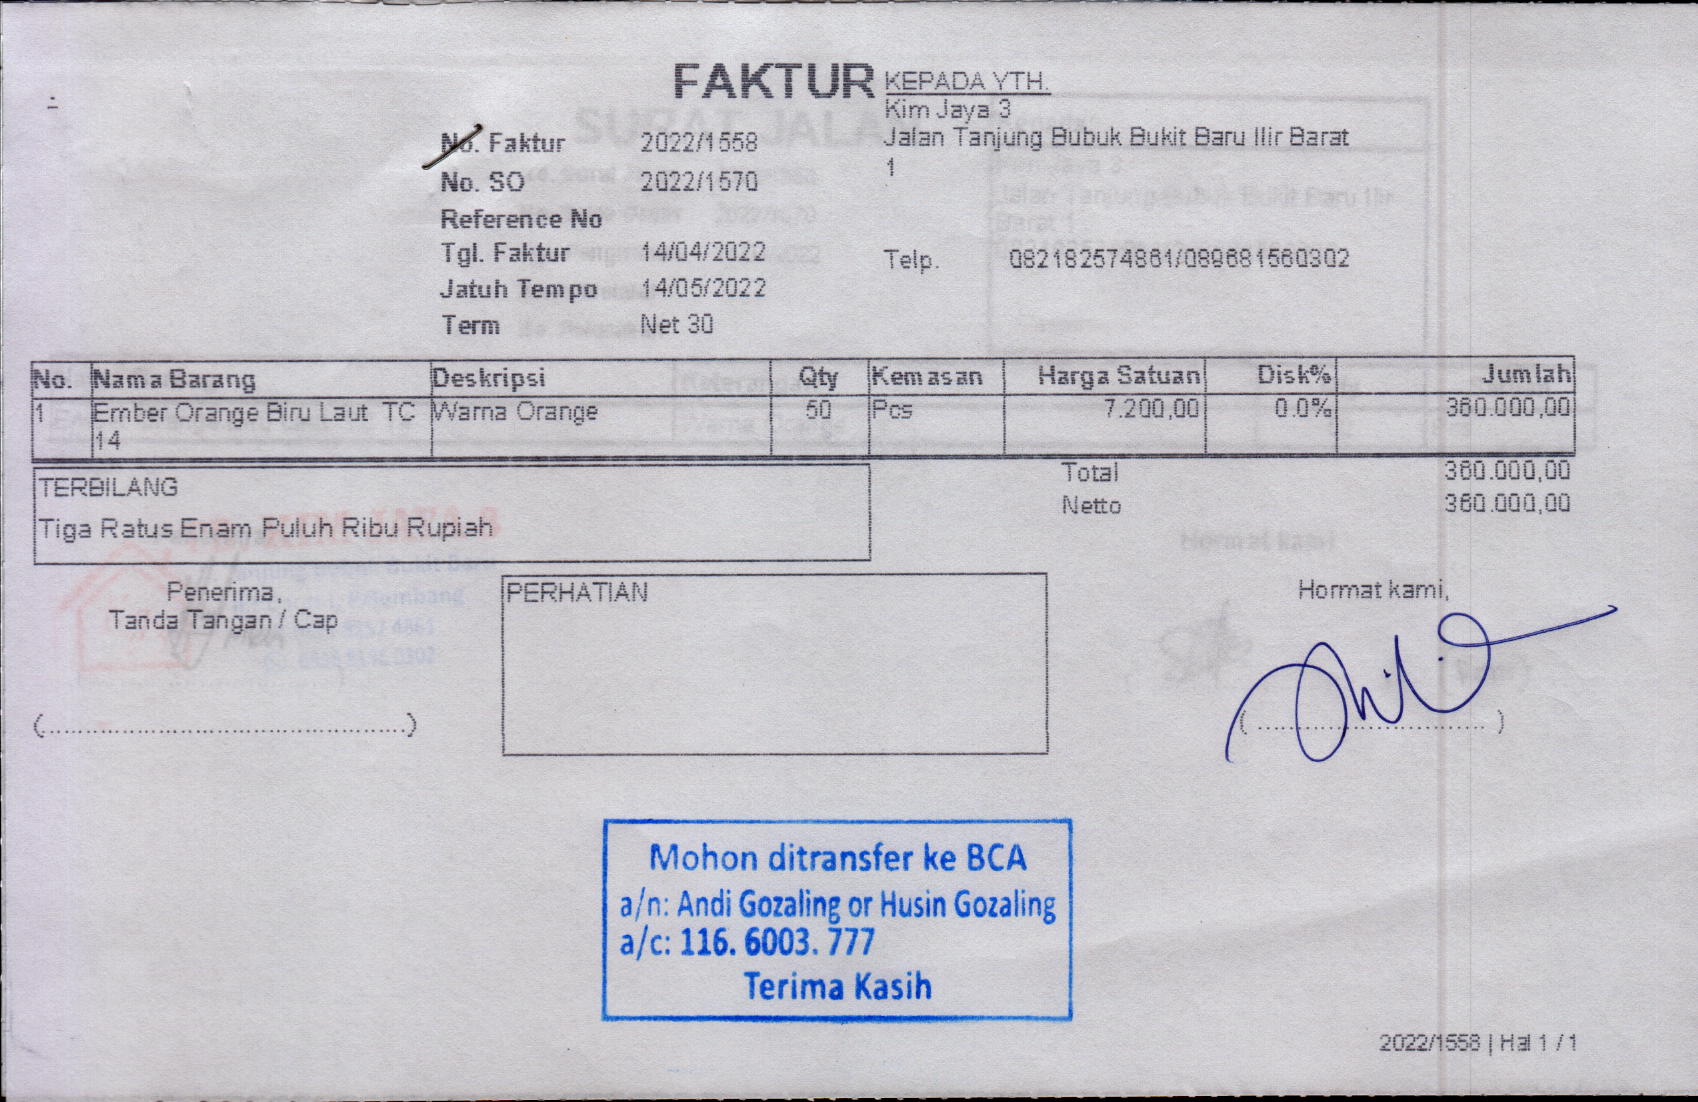 FAKTUR
No. Faktur 2022/1558
No. SO 2022/1570
Reference No
Tgl. Faktur 14/04/2022
Jatuh Tempo 14/05/2022
Term Net 30
KEPADA YTH.
Kim Jaya 3
Jalan Tanjung Bubuk Bukit Baru Ilir Barat
1
Telp. 082182574861/089681560302
No. Nama Barang Deskripsi Qty Kemasan Harga Satuan Disk% Jumlah
1 Ember Orange Biru Laut TC Warna Orange 50 Pcs 7.200,00 0.0% 360.000,00
14
Total 360.000,00
Netto 360.000,00
TERBILANG
Tiga Ratus Enam Puluh Ribu Rupiah
Penerima,
Tanda Tangan / Cap
(..............................................)
PERHATIAN
Hormat kami,
( .............................. )
Mohon ditransfer ke BCA
a/n: Andi Gozaling or Husin Gozaling
a/c: 116. 6003. 777
Terima Kasih
2022/1558 | Hal 1 / 1